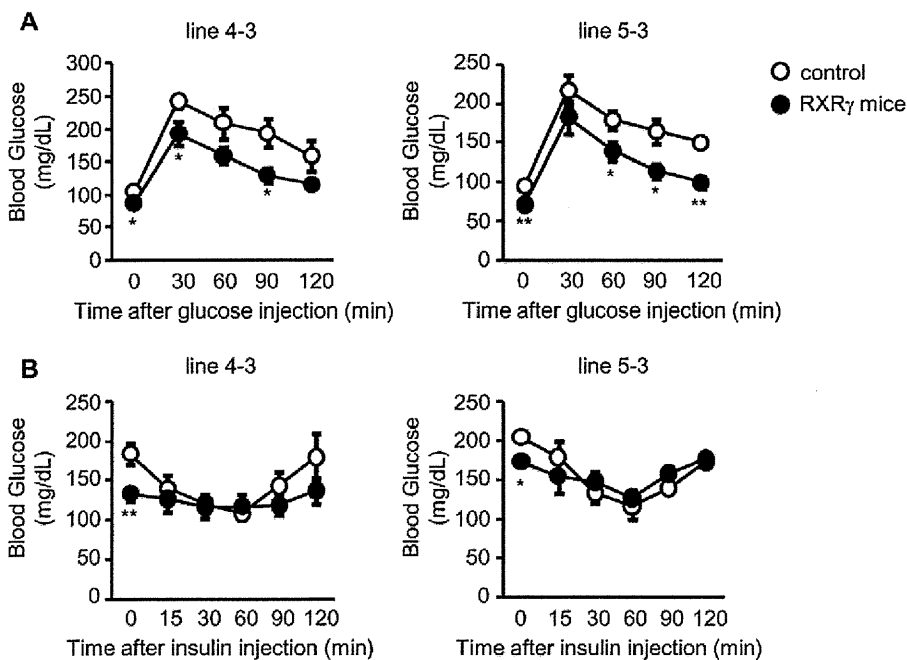 A
line 4-3
line 5-3
control
RXRγ mice
Blood Glucose
(mg/dL)
300
250
200
150
100
50
0
*
*
*
0 30 60 90 120
Time after glucose injection (min)
Blood Glucose
(mg/dL)
250
200
150
100
50
0
**
*
*
**
0 30 60 90 120
Time after glucose injection (min)
B
line 4-3
line 5-3
Blood Glucose
(mg/dL)
250
200
150
100
50
0
**
0 15 30 60 90 120
Time after insulin injection (min)
Blood Glucose
(mg/dL)
250
200
150
100
50
0
*
0 15 30 60 90 120
Time after insulin injection (min)